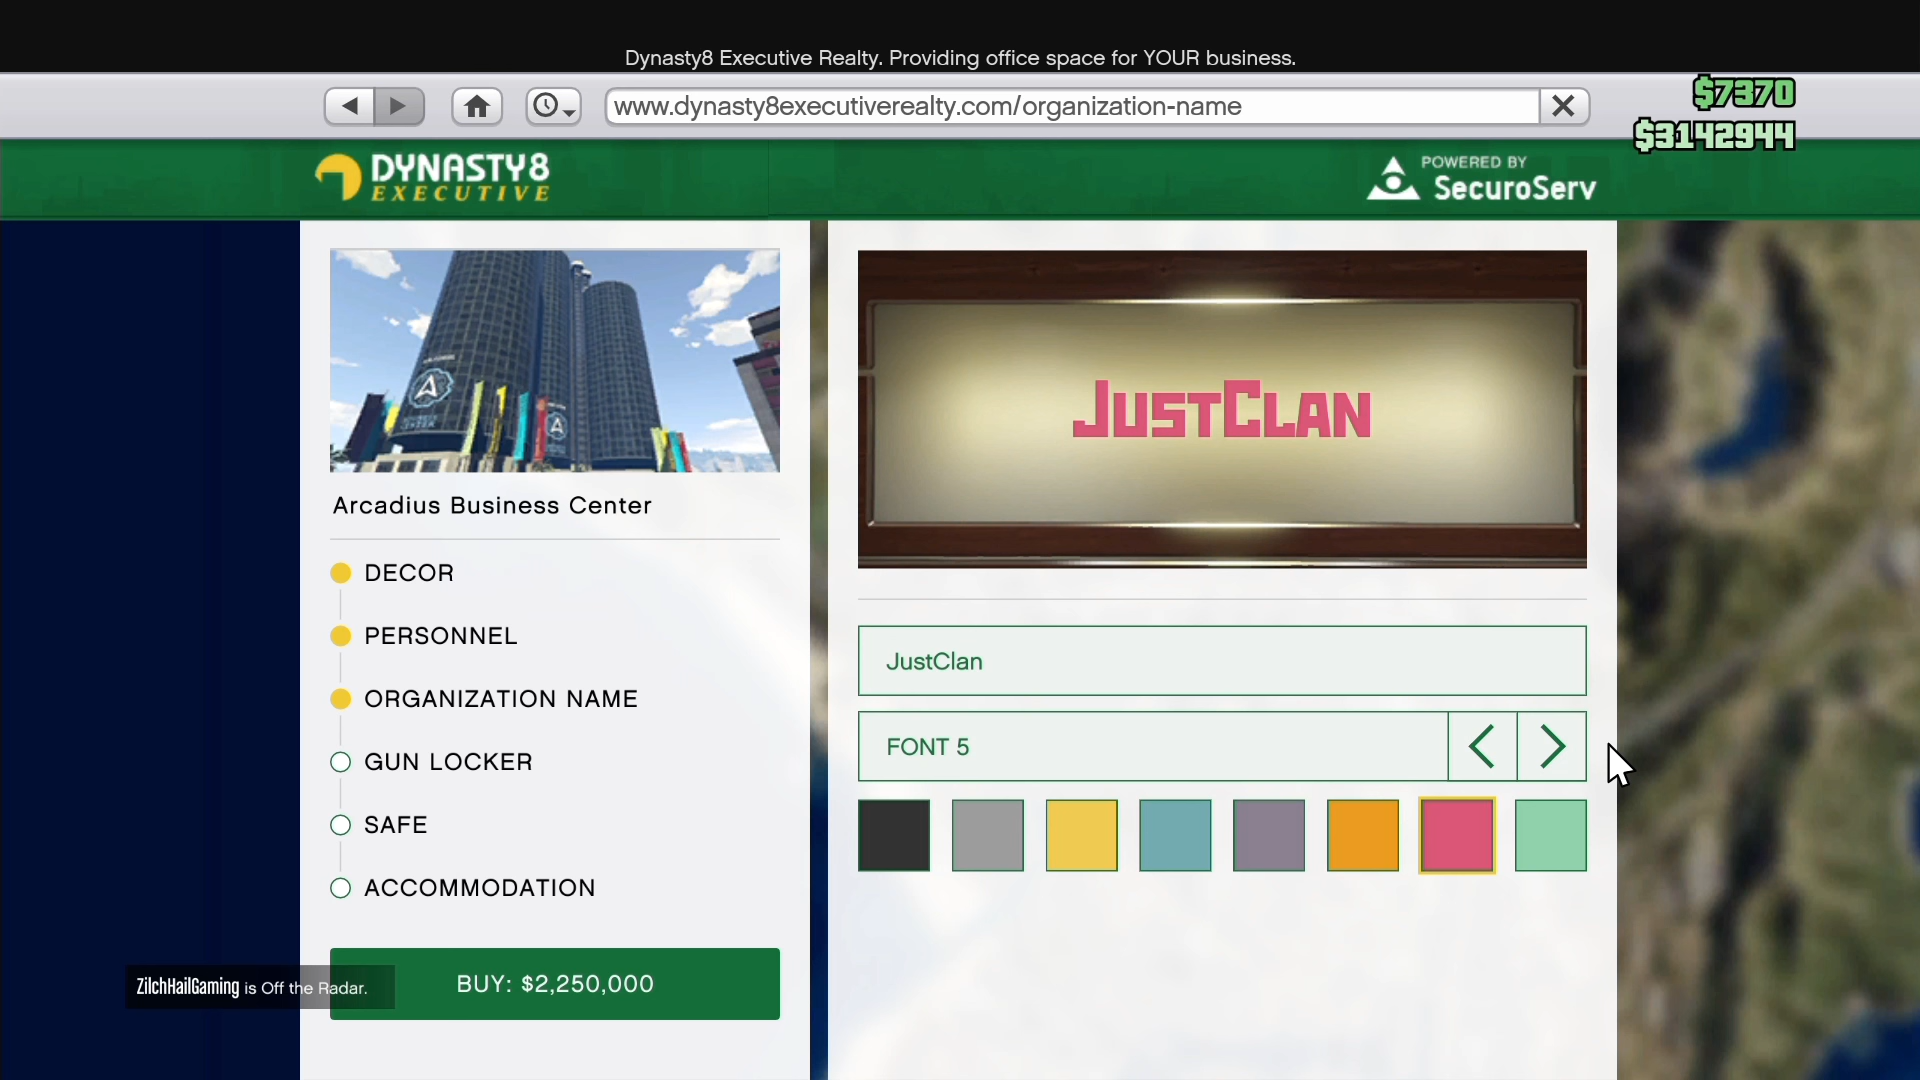 Dynasty8 Executive Realty. Providing office space for YOUR business.
www.dynasty8executiverealty.com/organization-name
$7370
$3142944
DYNASTY8
EXECUTIVE
POWERED BY
SecuroServ
JustClan
Arcadius Business Center
DECOR
PERSONNEL
ORGANIZATION NAME
GUN LOCKER
SAFE
ACCOMMODATION
BUY: $2,250,000
JustClan
FONT 5
ZilchHailGaming is Off the Radar.